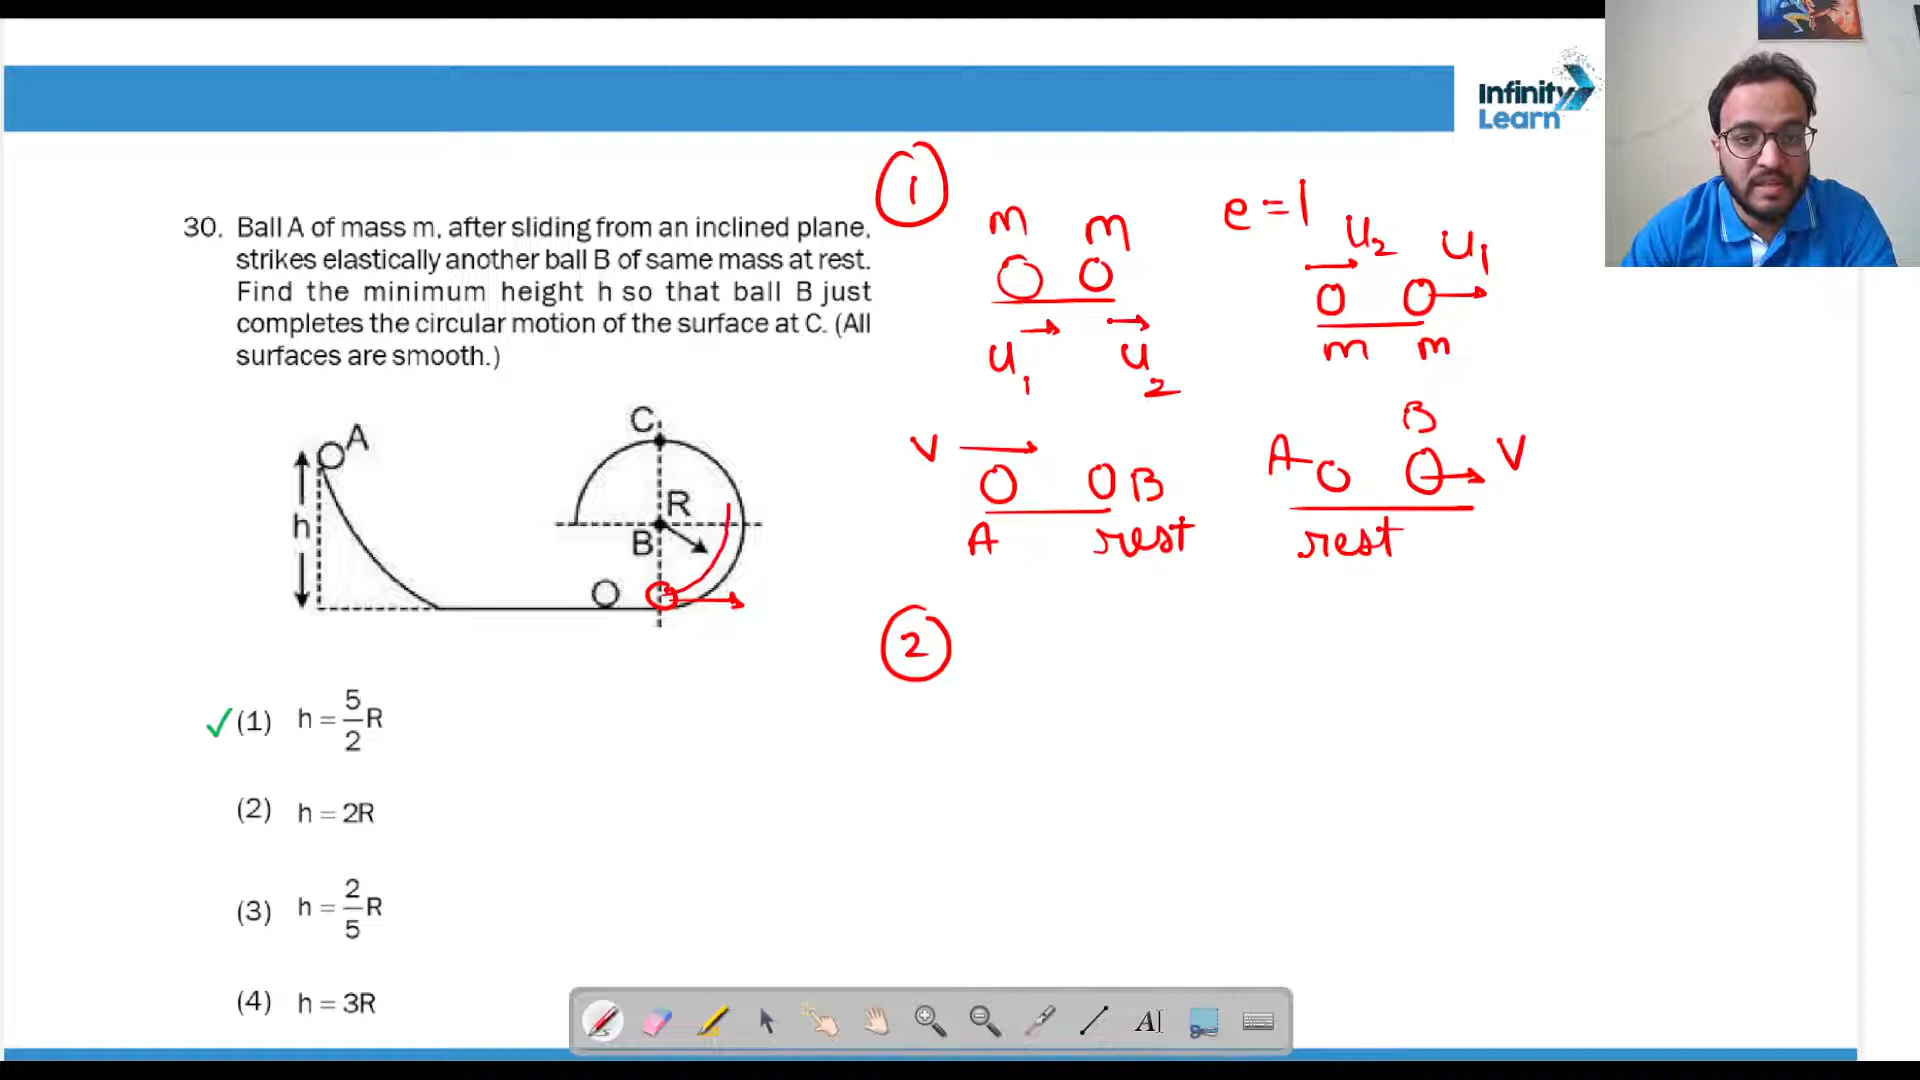 Infinity
Learn
30. Ball A of mass m, after sliding from an inclined plane,
strikes elastically another ball B of same mass at rest.
Find the minimum height h so that ball B just
completes the circular motion of the surface at C. (All
surfaces are smooth.)
A
h
C
R
B
✓(1) h = 5/2 R
(2) h = 2R
(3) h = 2/5 R
(4) h = 3R
1
m m
u1 u2
e = 1
u2 u1
m m
V
A
B
rest
A
B
V
rest
2
A